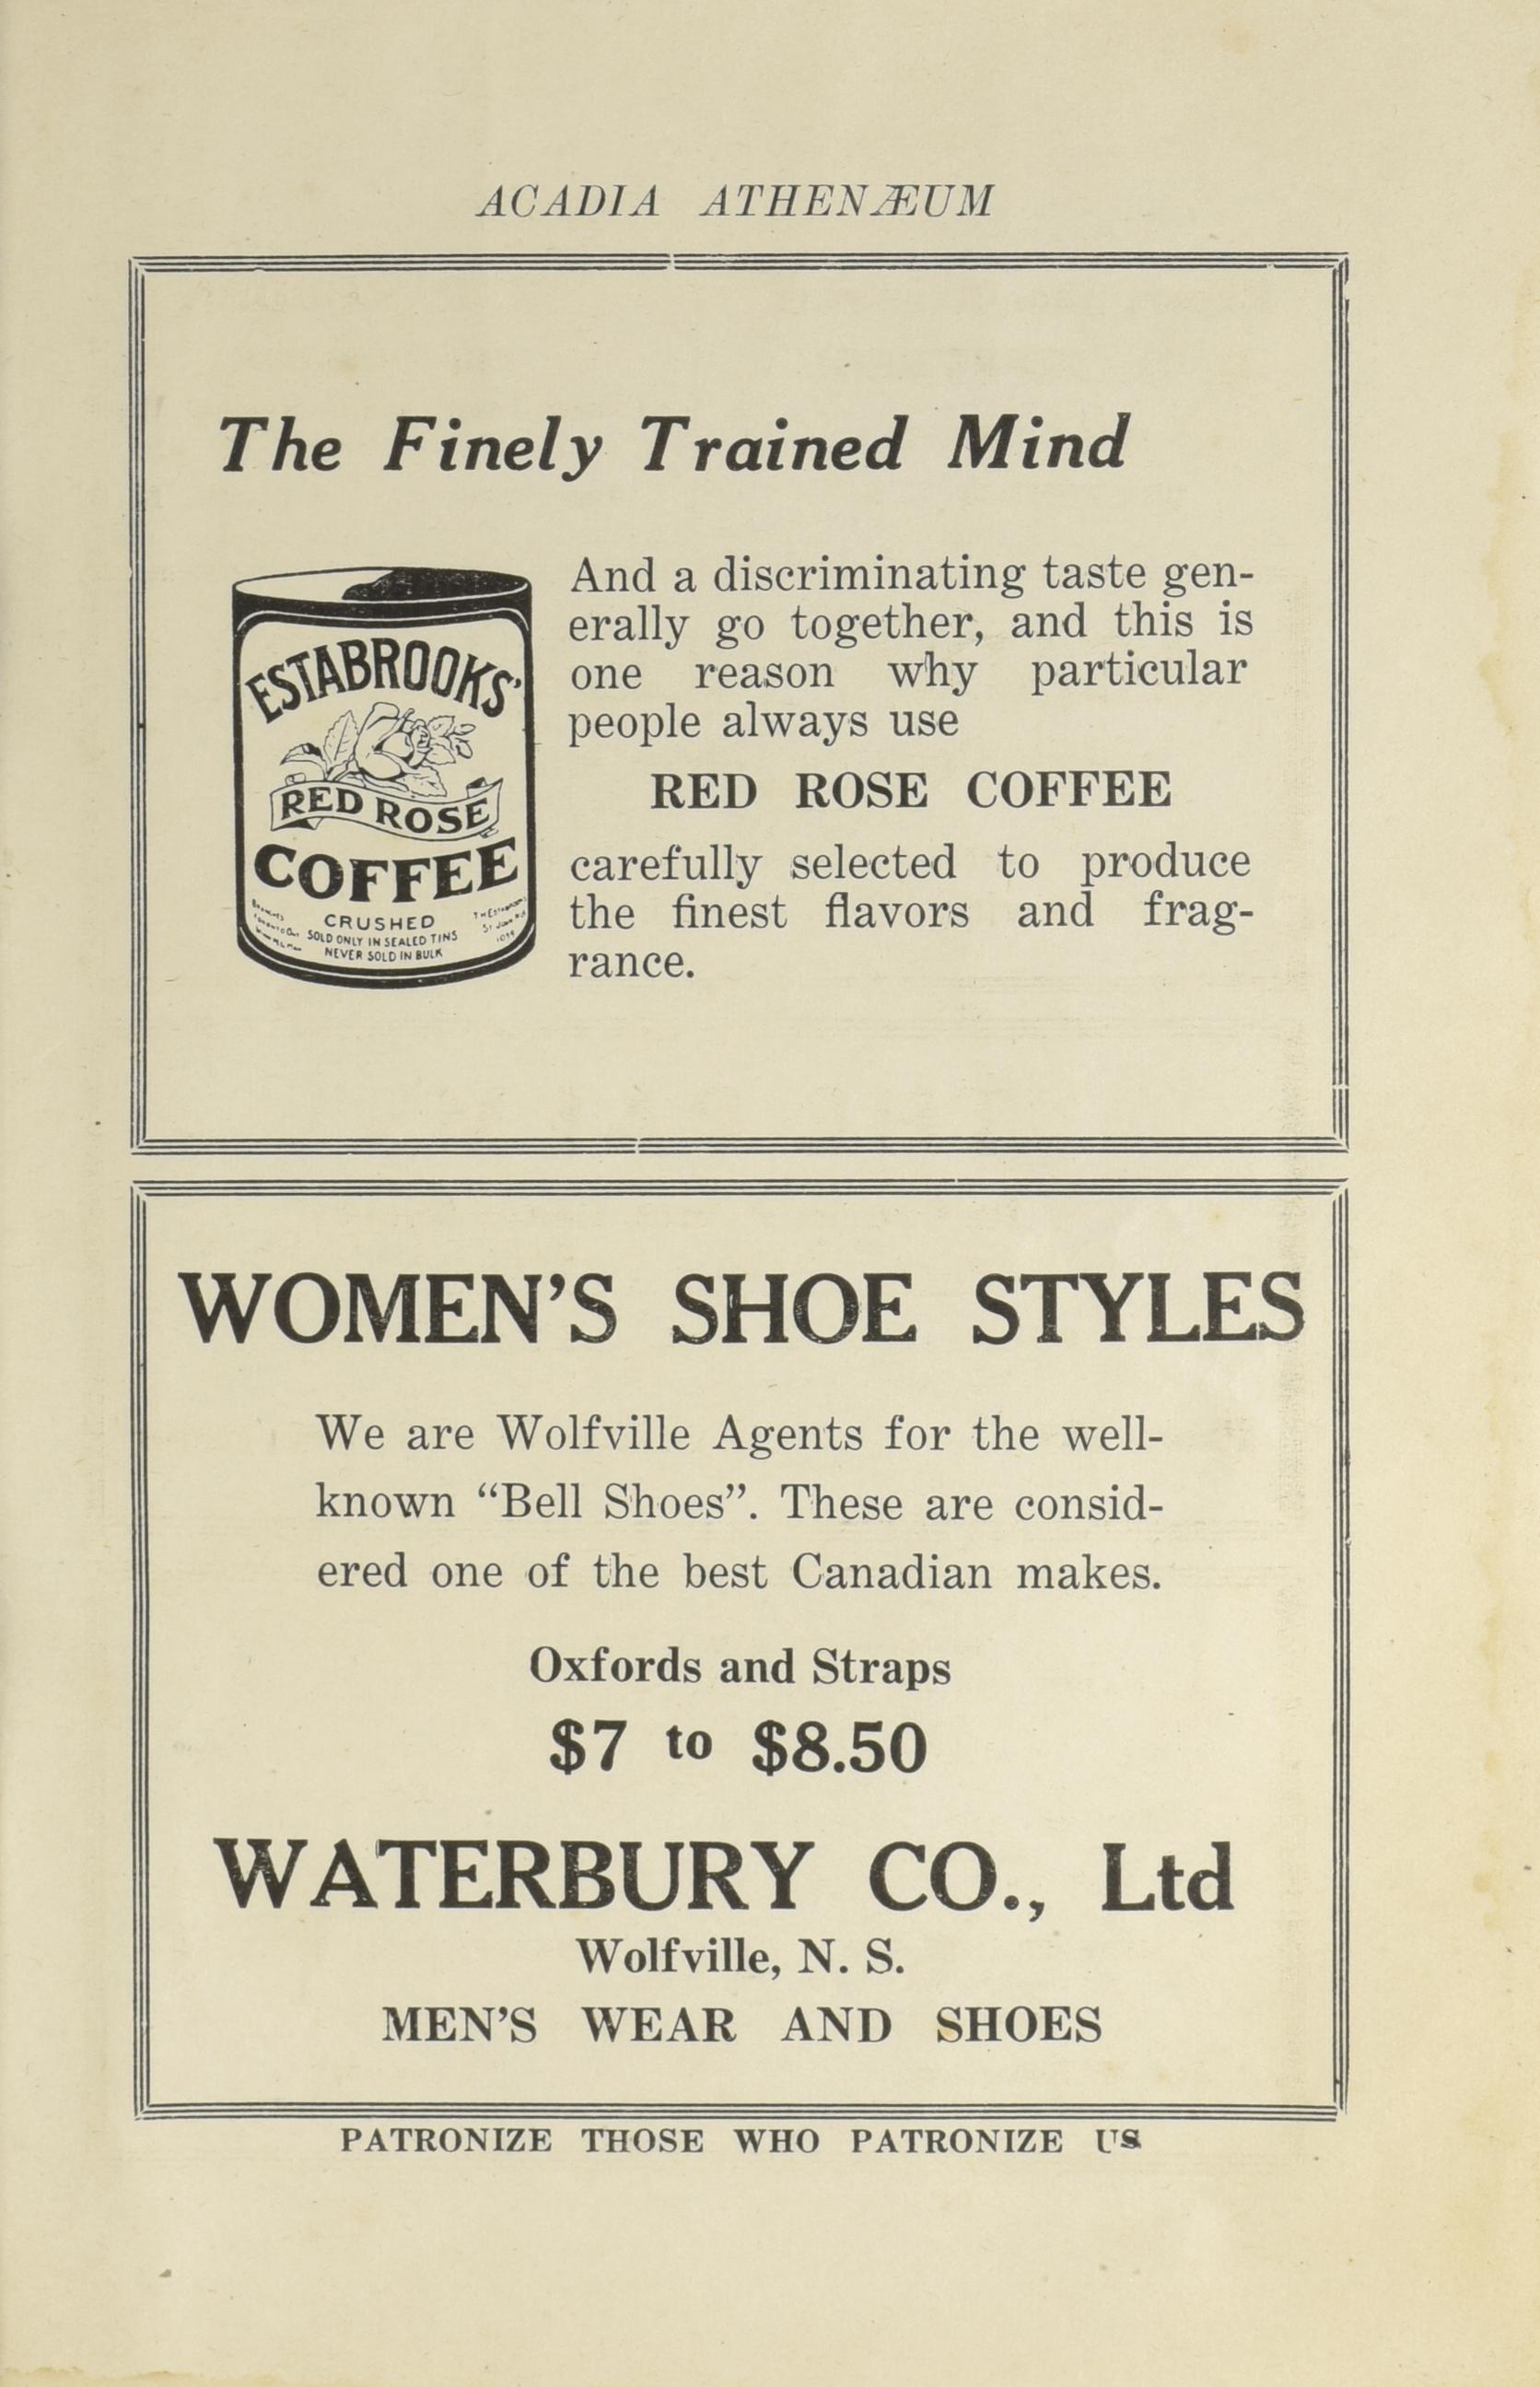 ACADIA ATHENÆUM
The Finely Trained Mind
And a discriminating taste gen-
erally go together, and this is
one reason why particular
people always use
RED ROSE COFFEE
carefully selected to produce
the finest flavors and frag-
rance.
ESTABROOKS'
RED ROSE
COFFEE
CRUSHED
SOLD ONLY IN SEALED TINS
NEVER SOLD IN BULK
WOMEN'S SHOE STYLES
We are Wolfville Agents for the well-
known “Bell Shoes”. These are consid-
ered one of the best Canadian makes.
Oxfords and Straps
$7 to $8.50
WATERBURY CO., Ltd
Wolfville, N. S.
MEN'S WEAR AND SHOES
PATRONIZE THOSE WHO PATRONIZE US